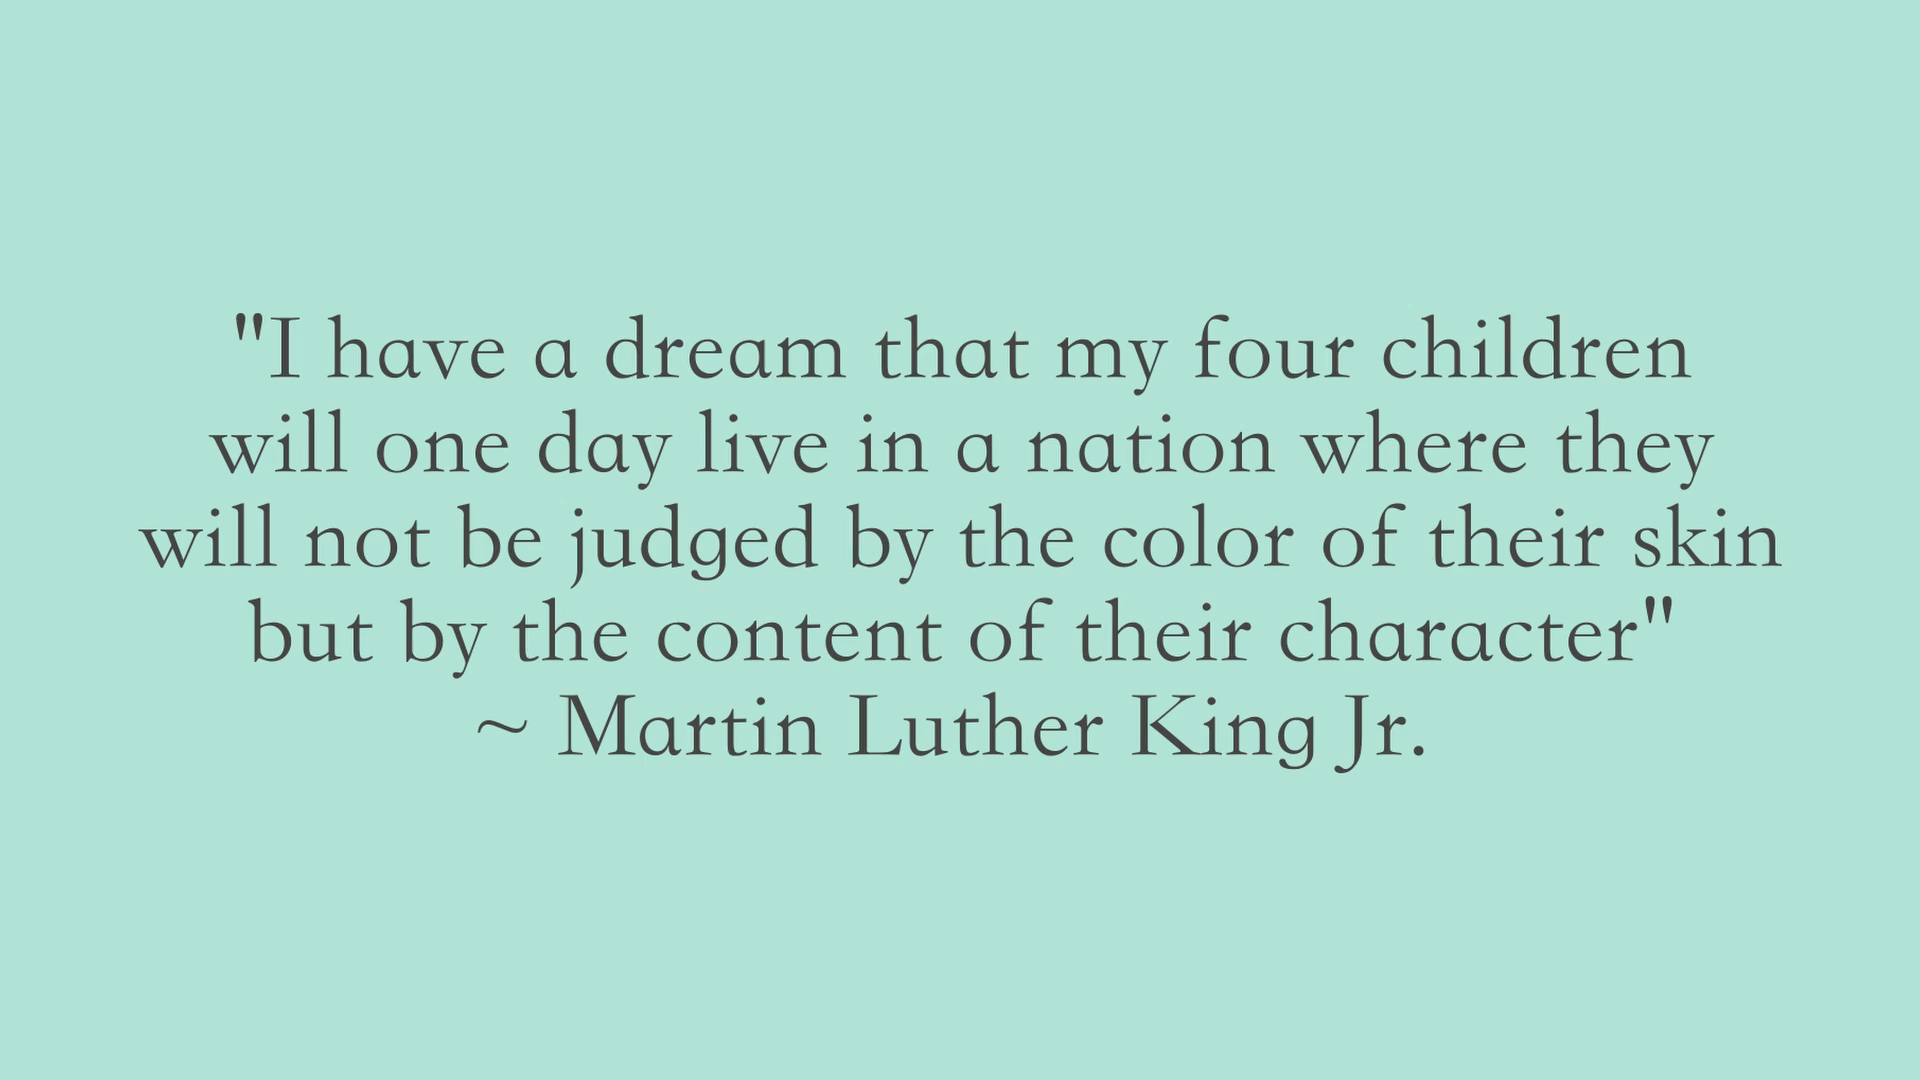 "I have a dream that my four children
will one day live in a nation where they
will not be judged by the color of their skin
but by the content of their character"
~ Martin Luther King Jr.